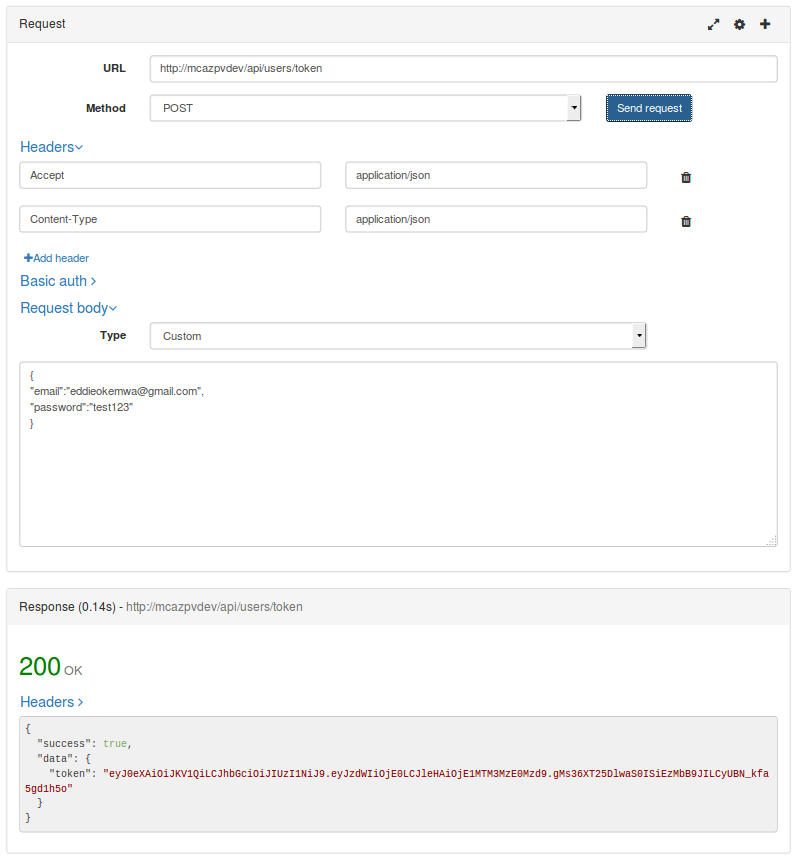 Request
URL http://mcazpvdev/api/users/token
Method POST Send request
Headers
Accept application/json
Content-Type application/json
Add header
Basic auth
Request body
Type Custom
{
"email":"eddieokemwa@gmail.com",
"password":"test123"
}
Response (0.14s) - http://mcazpvdev/api/users/token
200 OK
Headers
{
"success": true,
"data": {
"token": "eyJ0eXAiOiJKV1QiLCJhbGciOiJIUzI1NiJ9.eyJzdWIiOjE0LCJleHAiOjE1MTM3MzE0Mzd9.gMs36XT25DlwaS0ISiEzMbB9JILCyUBN_kfa
5gd1h5o"
}
}